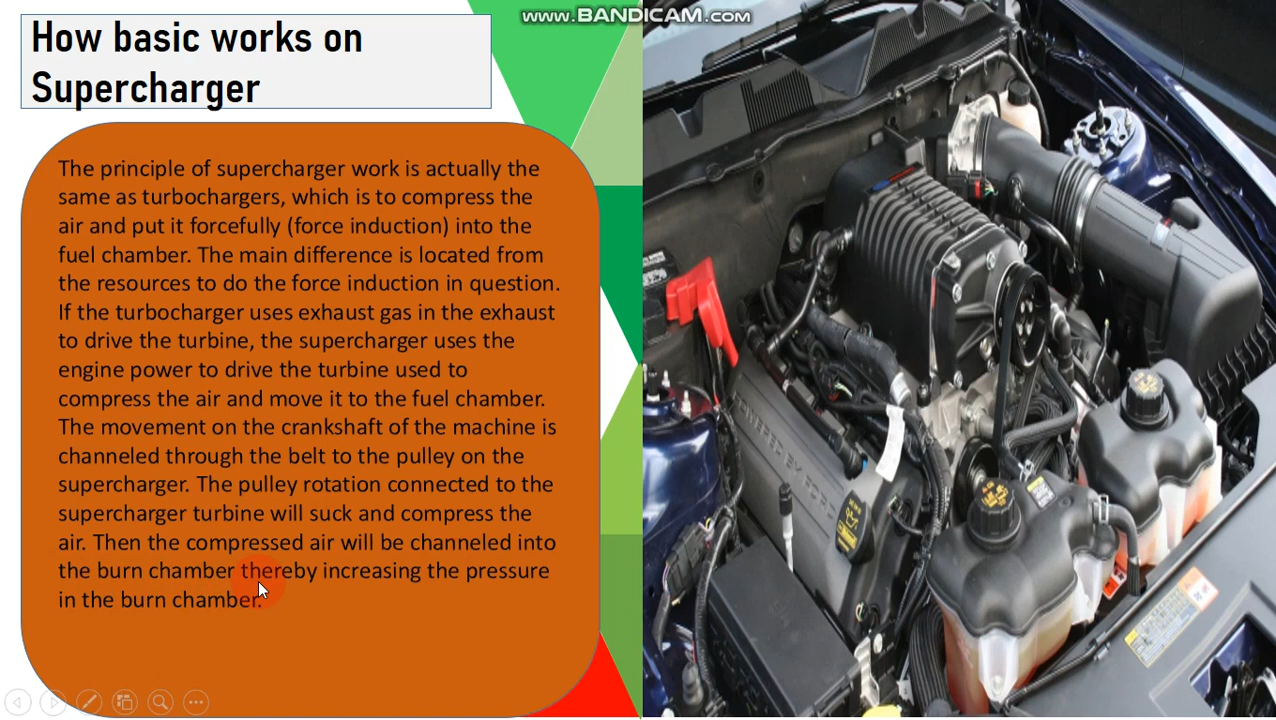 www.BANDICAM.com
How basic works on
Supercharger
The principle of supercharger work is actually the
same as turbochargers, which is to compress the
air and put it forcefully (force induction) into the
fuel chamber. The main difference is located from
the resources to do the force induction in question.
If the turbocharger uses exhaust gas in the exhaust
to drive the turbine, the supercharger uses the
engine power to drive the turbine used to
compress the air and move it to the fuel chamber.
The movement on the crankshaft of the machine is
channeled through the belt to the pulley on the
supercharger. The pulley rotation connected to the
supercharger turbine will suck and compress the
air. Then the compressed air will be channeled into
the burn chamber thereby increasing the pressure
in the burn chamber.
POWERED BY FORD